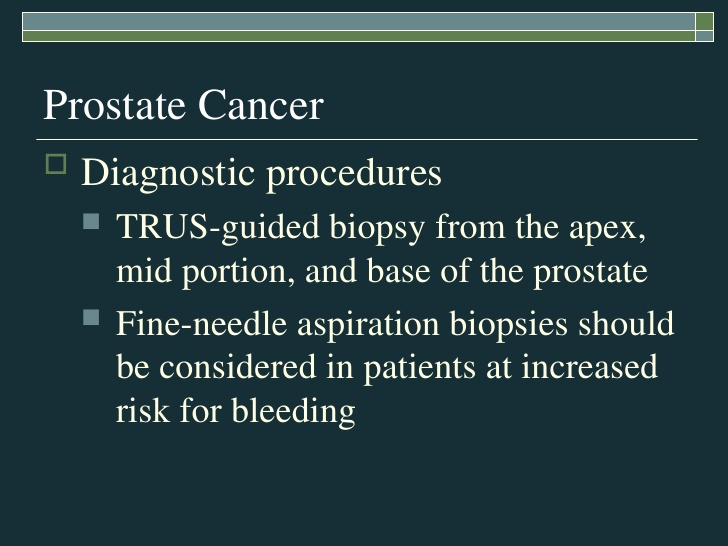 Prostate Cancer
Diagnostic procedures
TRUS-guided biopsy from the apex,
mid portion, and base of the prostate
Fine-needle aspiration biopsies should
be considered in patients at increased
risk for bleeding